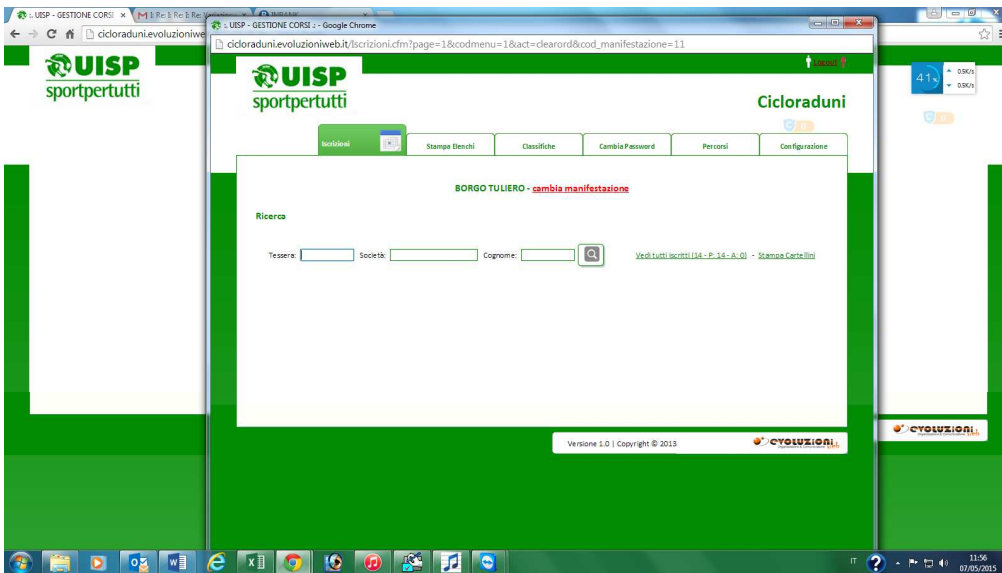 :. UISP - GESTIONE CORSI
cicloraduni.evoluzioniwe
UISP
sportpertutti
:. UISP - GESTIONE CORSI .: - Google Chrome
cicloraduni.evoluzioniweb.it/Iscrizioni.cfm?page=1&codmenu=1&act=clearord&cod_manifestazione=11
Logout
UISP
sportpertutti
Cicloraduni
Iscrizioni
Stampa Elenchi
Classifiche
Cambia Password
Percorsi
Configurazione
BORGO TULIERO - cambia manifestazione
Ricerca
Tessera:
Società:
Cognome:
Vedi tutti iscritti (14 - P: 14 - A: 0) - Stampa Cartellini
Versione 1.0 | Copyright © 2013
evoluzioni
41%
0.5K/s
0.5K/s
evoluzioni
IT
11:56
07/05/2015